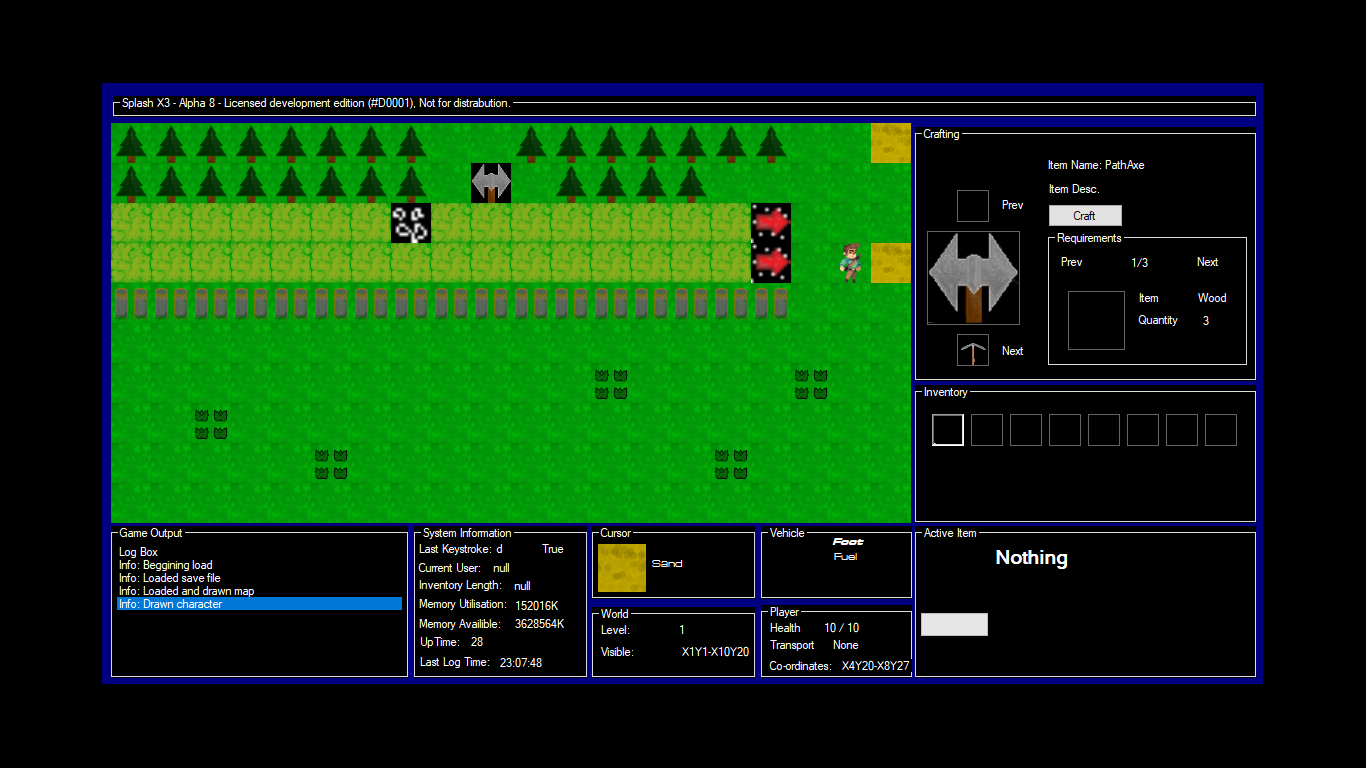 Splash X3 - Alpha 8 - Licensed development edition (#D0001), Not for distrabution.
Crafting
Item Name: PathAxe
Item Desc.
Prev
Craft
Requirements
Prev 1/3 Next
Item Wood
Quantity 3
Next
Inventory
Game Output
Log Box
Info: Beggining load
Info: Loaded save file
Info: Loaded and drawn map
Info: Drawn character
System Information
Last Keystroke: d True
Current User: null
Inventory Length: null
Memory Utilisation: 152016K
Memory Availible: 3628564K
UpTime: 28
Last Log Time: 23:07:48
Cursor
Sand
World
Level: 1
Visible: X1Y1-X10Y20
Vehicle
Foot
Fuel
Player
Health 10 / 10
Transport None
Co-ordinates: X4Y20-X8Y27
Active Item
Nothing